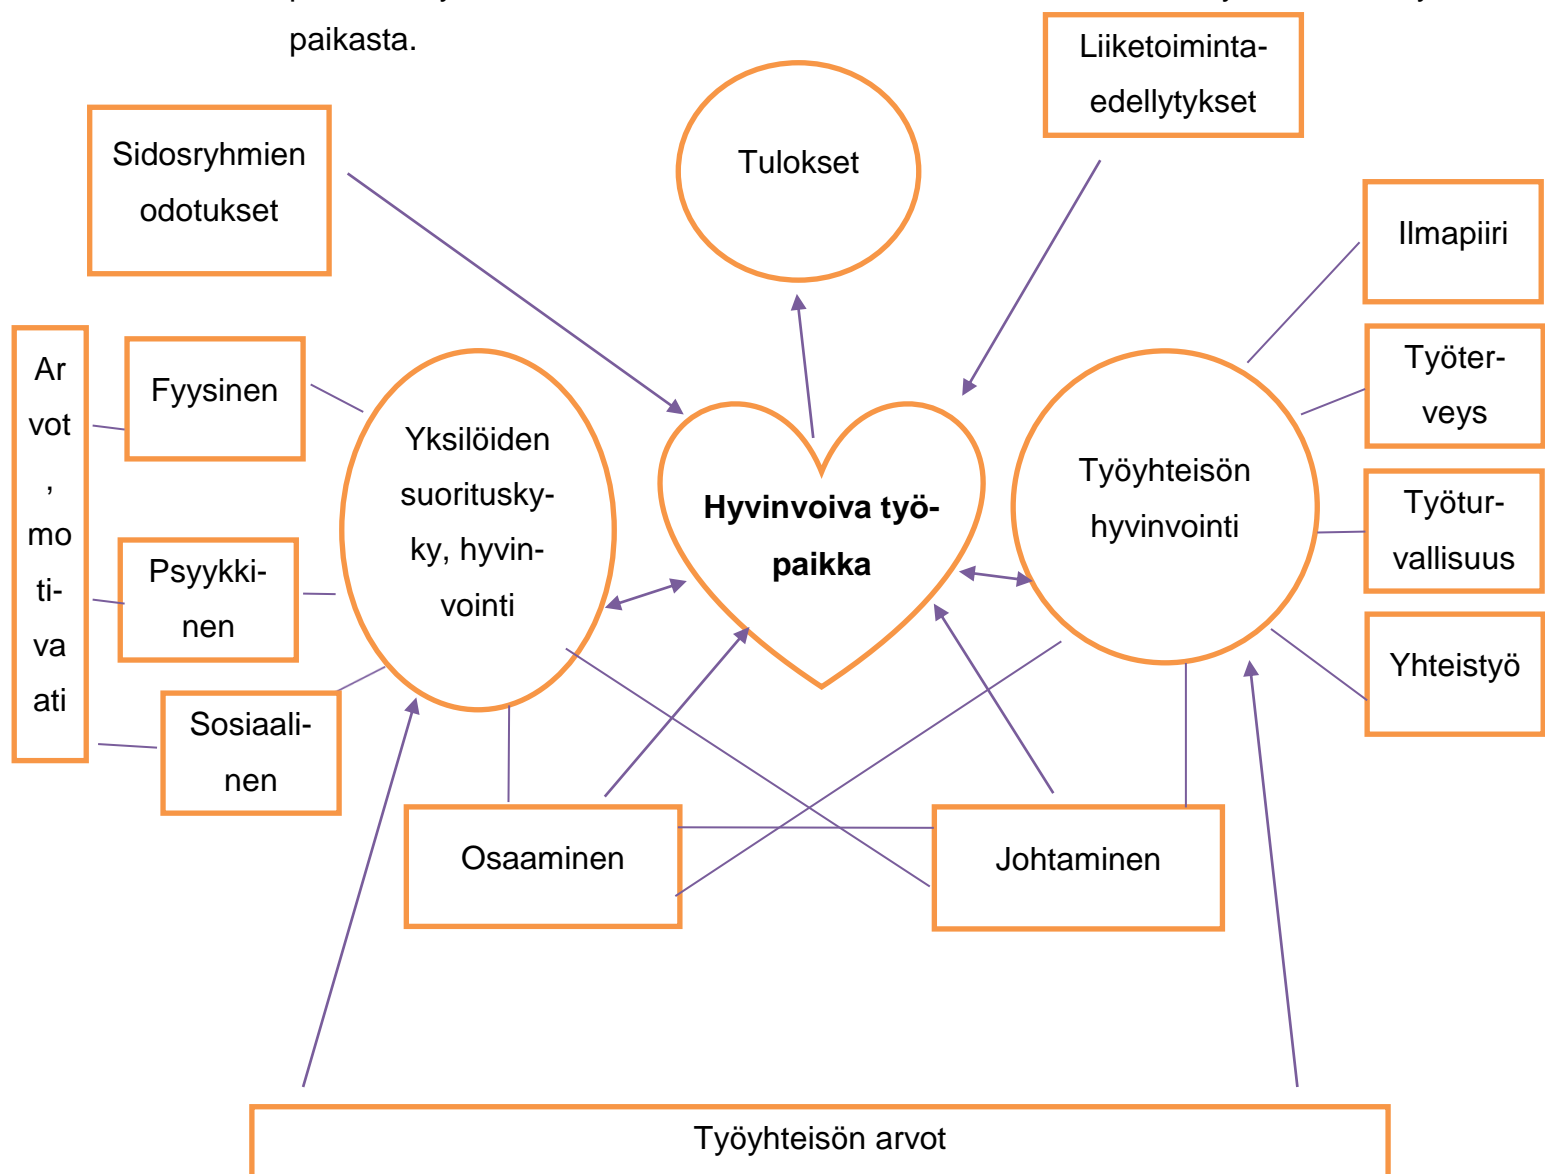 paikasta.
Liiketoiminta-
edellytykset
Sidosryhmien
odotukset
Tulokset
Ilmapiiri
Ar
vot
,
mo
ti-
va
ati
Fyysinen
Työter-
veys
Yksilöiden
suoritusky-
ky, hyvin-
vointi
Hyvinvoiva työ-
paikka
Työyhteisön
hyvinvointi
Työtur-
vallisuus
Psyykki-
nen
Yhteistyö
Sosiaali-
nen
Osaaminen
Johtaminen
Työyhteisön arvot